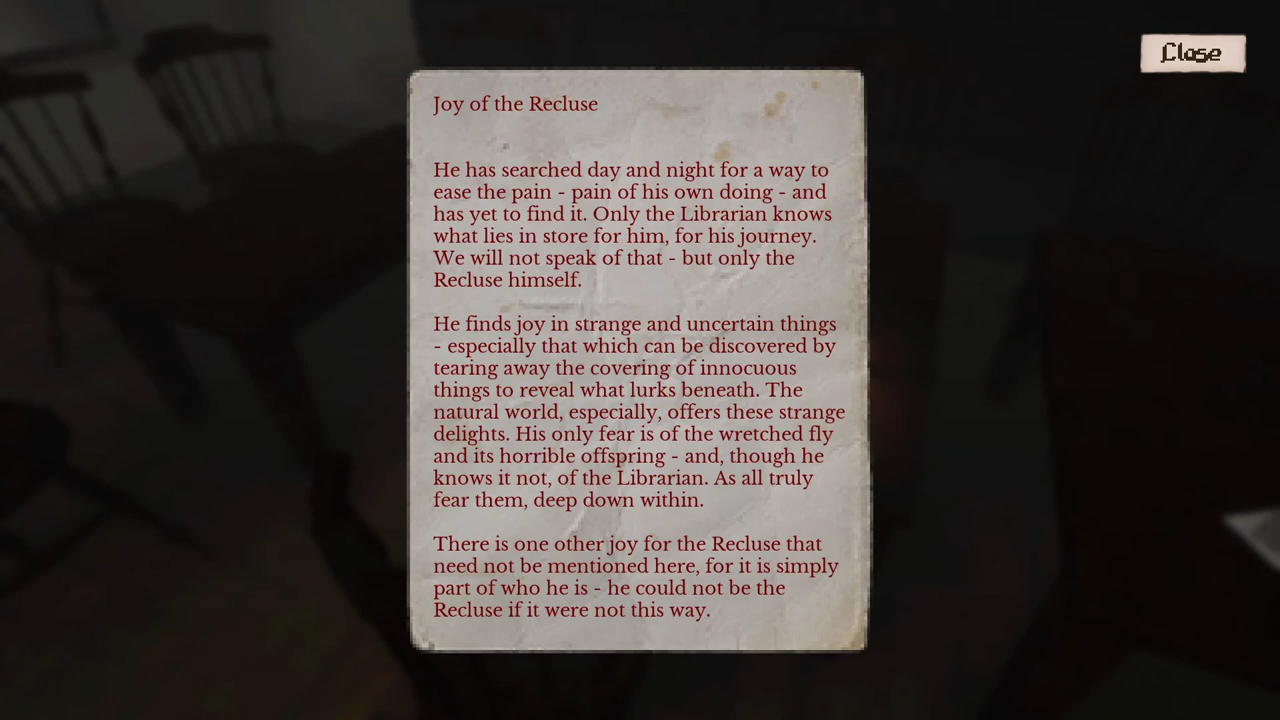 Close
Joy of the Recluse
He has searched day and night for a way to
ease the pain - pain of his own doing - and
has yet to find it. Only the Librarian knows
what lies in store for him, for his journey.
We will not speak of that - but only the
Recluse himself.
He finds joy in strange and uncertain things
- especially that which can be discovered by
tearing away the covering of innocuous
things to reveal what lurks beneath. The
natural world, especially, offers these strange
delights. His only fear is of the wretched fly
and its horrible offspring - and, though he
knows it not, of the Librarian. As all truly
fear them, deep down within.
There is one other joy for the Recluse that
need not be mentioned here, for it is simply
part of who he is - he could not be the
Recluse if it were not this way.